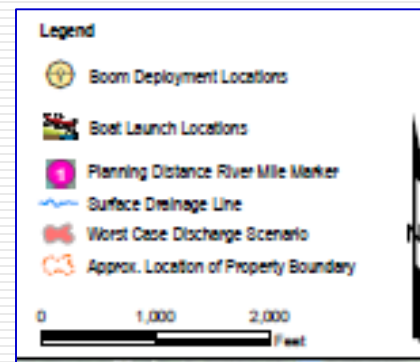 Legend
Boom Deployment Locations
Boat Launch Locations
1 Planning Distance River Mile Marker
Surface Drainage Line
Worst Case Discharge Scenario
Approx. Location of Property Boundary
0 1,000 2,000
Feet
N